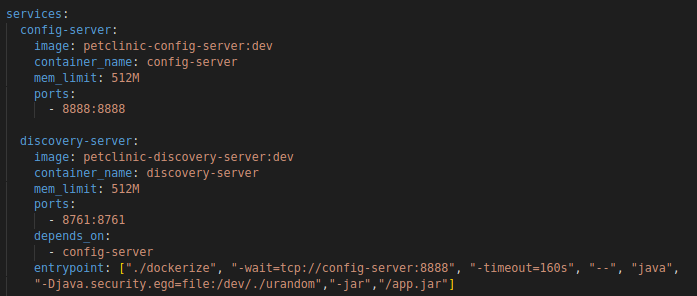 services:
  config-server:
    image: petclinic-config-server:dev
    container_name: config-server
    mem_limit: 512M
    ports:
      - 8888:8888

  discovery-server:
    image: petclinic-discovery-server:dev
    container_name: discovery-server
    mem_limit: 512M
    ports:
      - 8761:8761
    depends_on:
      - config-server
    entrypoint: ["./dockerize", "-wait=tcp://config-server:8888", "-timeout=160s", "--", "java",
    "-Djava.security.egd=file:/dev/./urandom","-jar","/app.jar"]